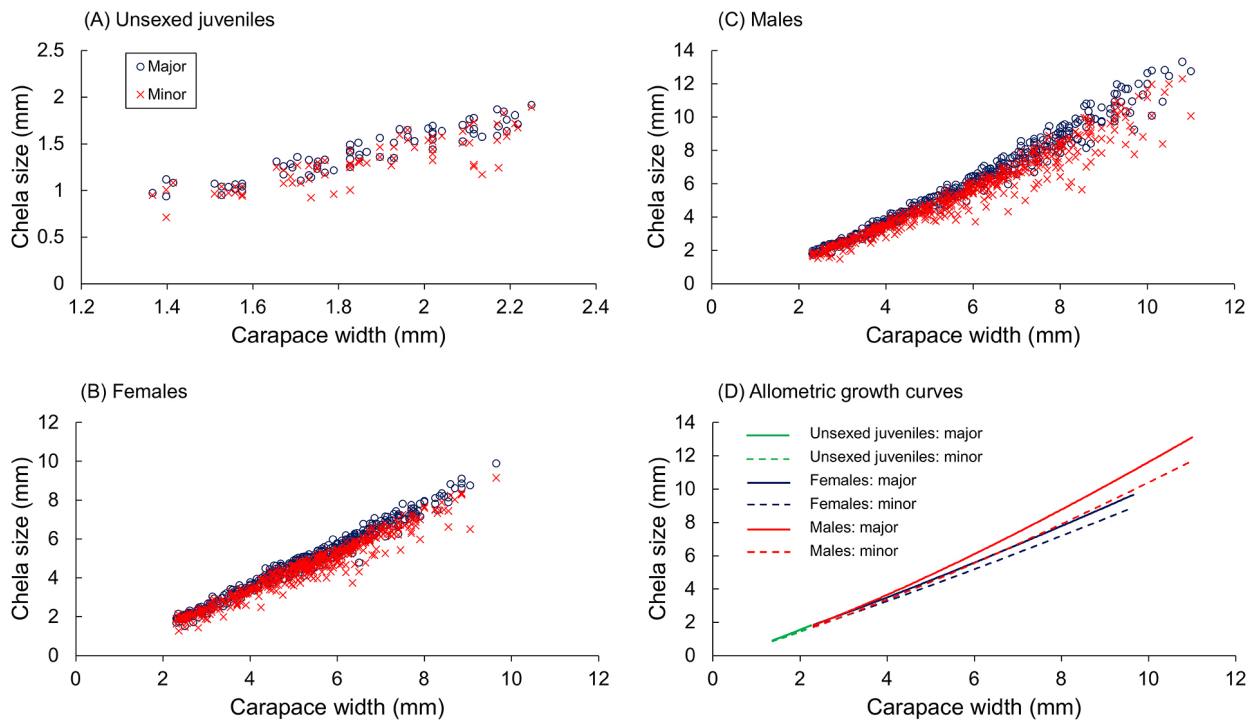 (A) Unsexed juveniles
2.5
2
1.5
1
0.5
0
Major
Minor
1.2
1.4
1.6
1.8
2
2.2
2.4
Carapace width (mm)
Chela size (mm)
(C) Males
14
12
10
8
6
4
2
0
0
2
4
6
8
10
12
Carapace width (mm)
Chela size (mm)
(B) Females
12
10
8
6
4
2
0
0
2
4
6
8
10
12
Carapace width (mm)
Chela size (mm)
(D) Allometric growth curves
14
12
10
8
6
4
2
0
Unsexed juveniles: major
Unsexed juveniles: minor
Females: major
Females: minor
Males: major
Males: minor
0
2
4
6
8
10
12
Carapace width (mm)
Chela size (mm)